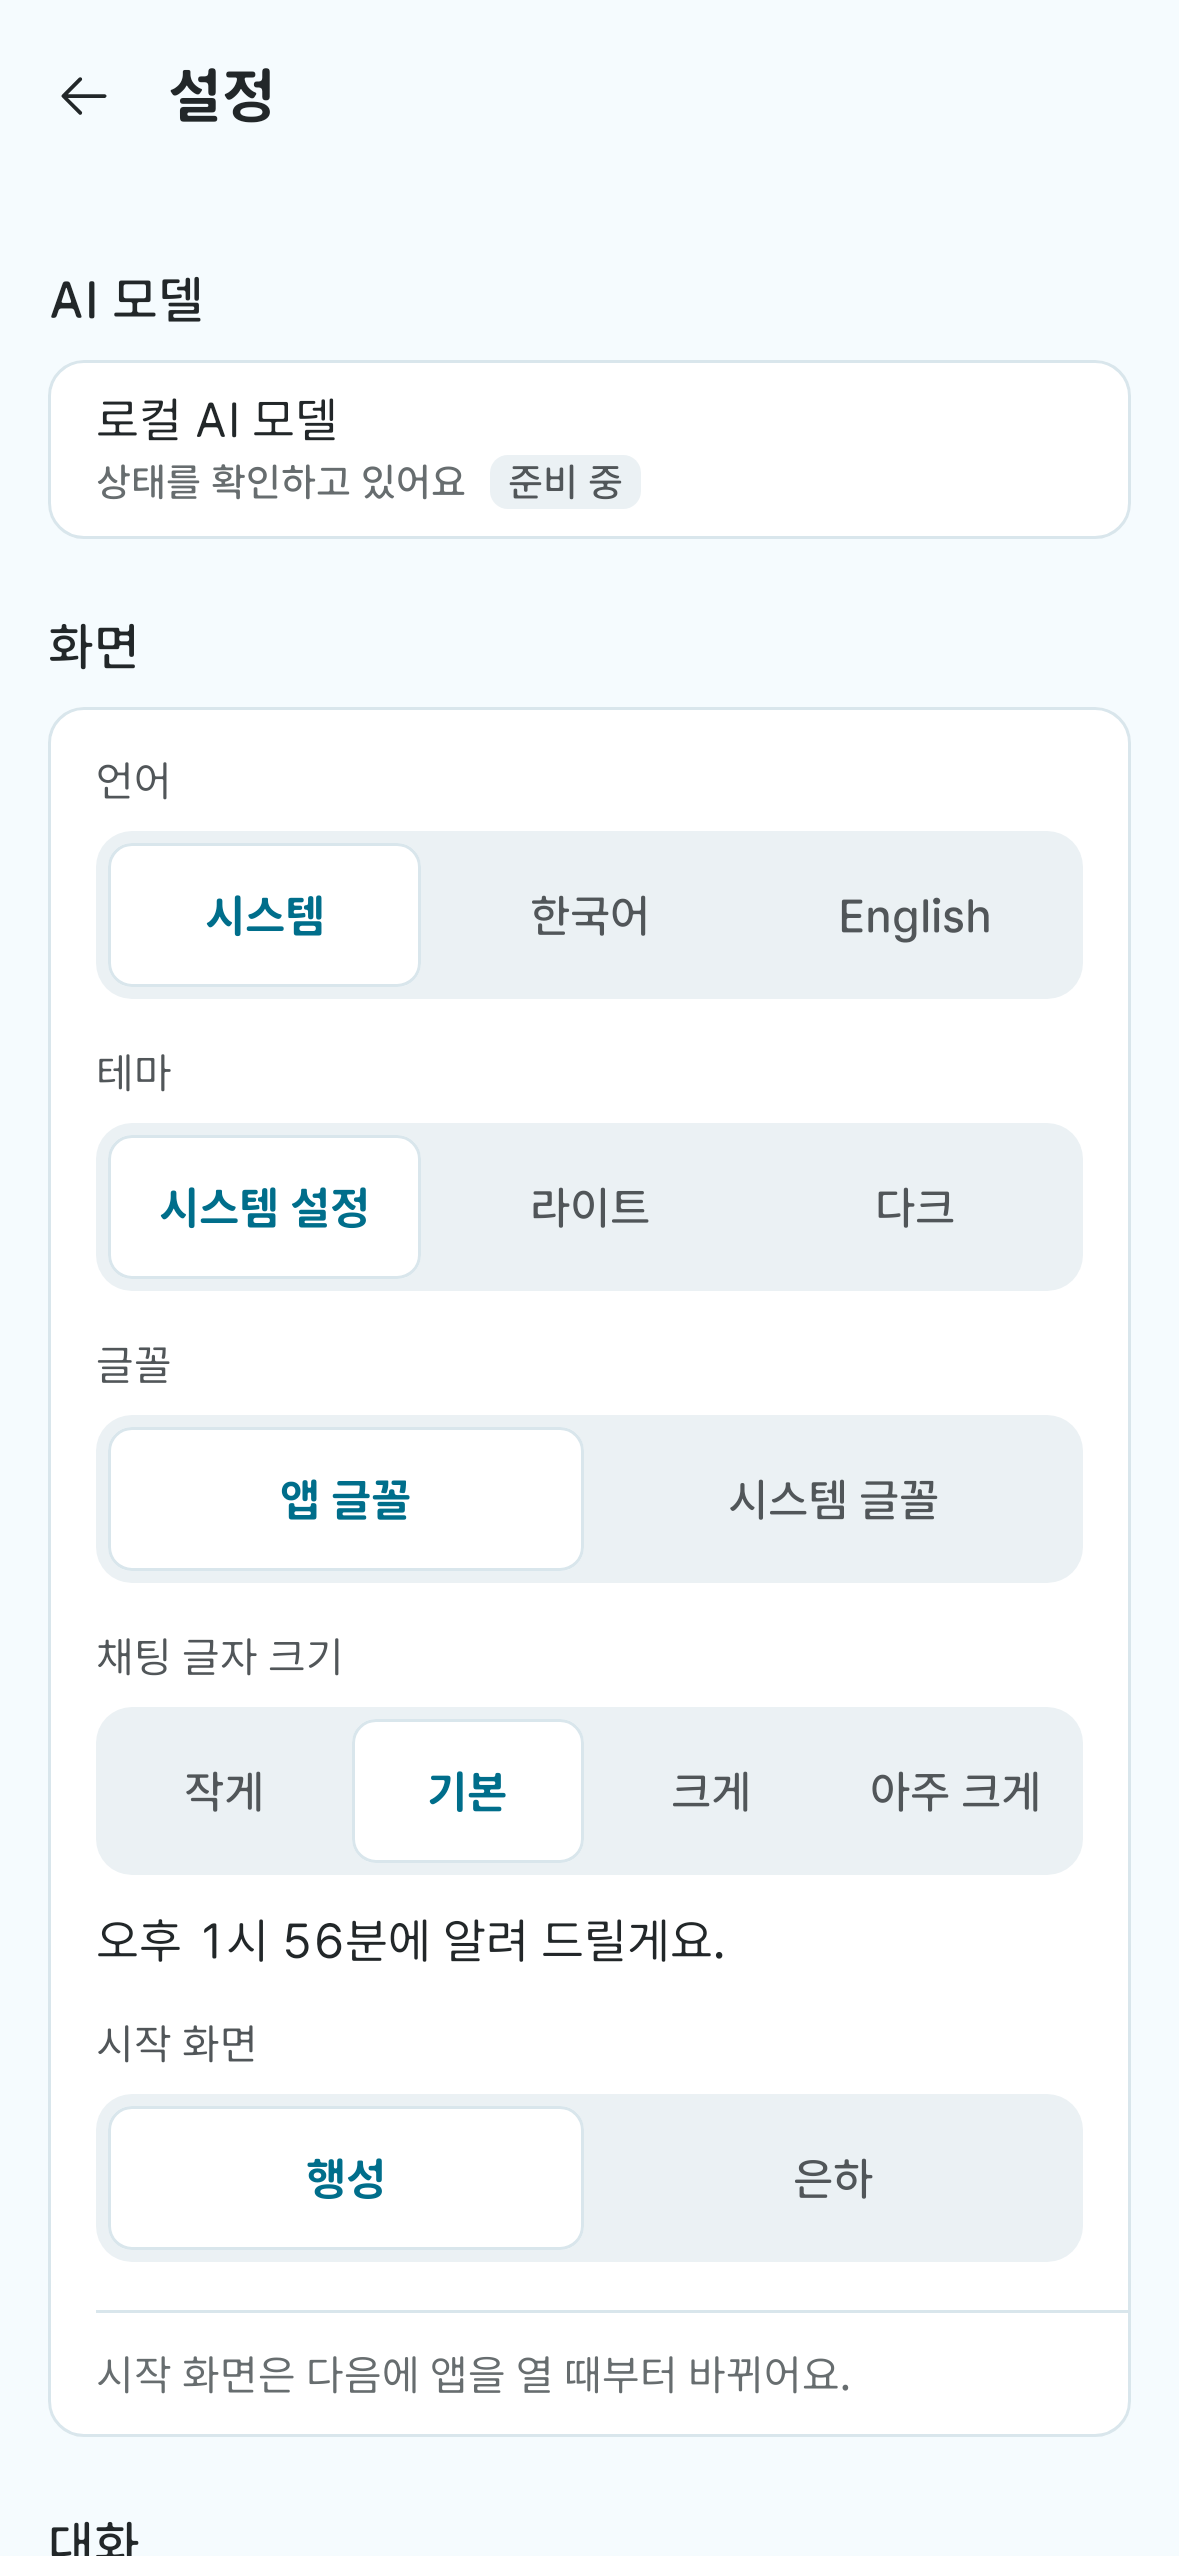 설정
AI 모델
로컬 AI 모델
상태를 확인하고 있어요 준비 중
화면
언어
시스템 한국어 English
테마
시스템 설정 라이트 다크
글꼴
앱 글꼴 시스템 글꼴
채팅 글자 크기
작게 기본 크게 아주 크게
오후 1시 56분에 알려 드릴게요.
시작 화면
행성 은하
시작 화면은 다음에 앱을 열 때부터 바뀌어요.
대화